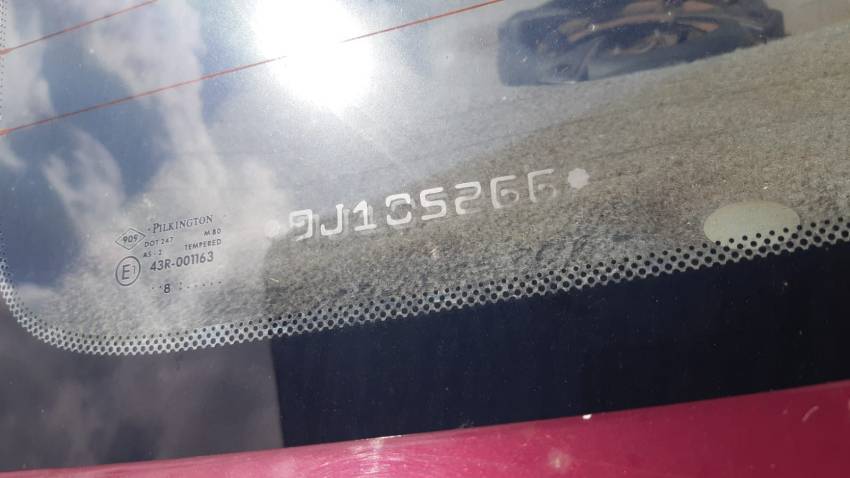 PILKINGTON
909
DOT 247 M 80
AS-2 TEMPERED
E1 43R-001163
··8 ·····
*9J105266*